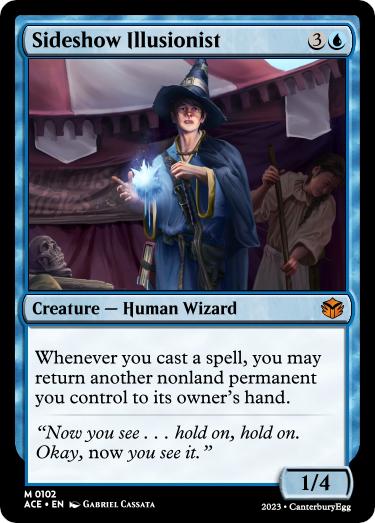 Sideshow Illusionist 3
Creature — Human Wizard
Whenever you cast a spell, you may
return another nonland permanent
you control to its owner's hand.
“Now you see . . . hold on, hold on.
Okay, now you see it.”
1/4
M 0102
ACE • EN Gabriel Cassata
2023 • CanterburyEgg